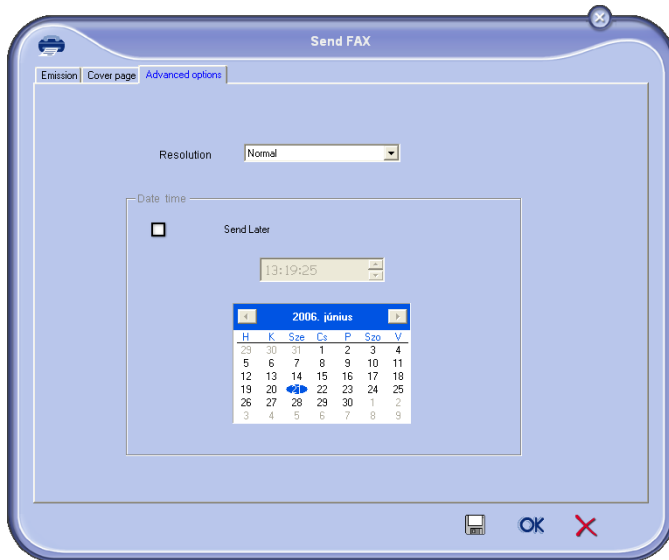 Send FAX
Emission Cover page Advanced options
Resolution Normal
Date time
Send Later
13:19:25
2006. június
H K Sze Cs P Szo V
29 30 31 1 2 3 4
5 6 7 8 9 10 11
12 13 14 15 16 17 18
19 20 21 22 23 24 25
26 27 28 29 30 1 2
3 4 5 6 7 8 9
OK